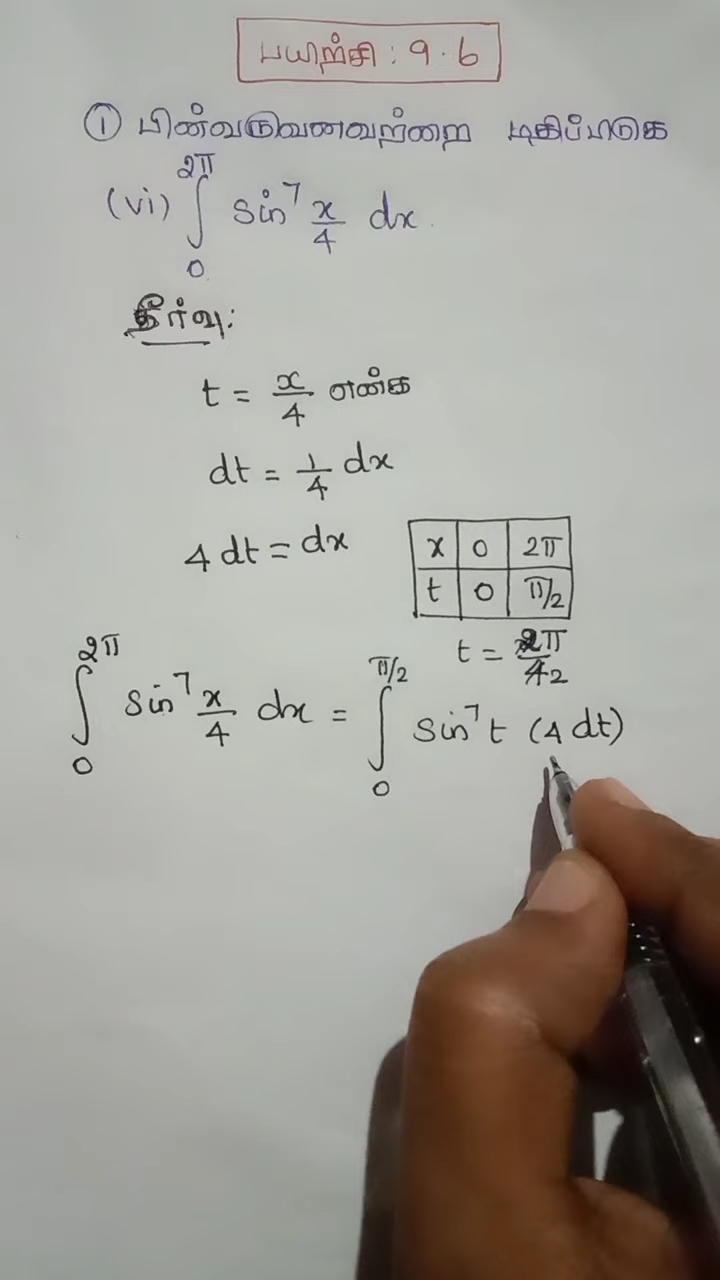 பயிற்சி : 9.6
① பின்வருவனவற்றை மதிப்பிடுக
(vi) ∫₀^2π sin⁷ x/4 dx.
தீர்வு:
t = x/4 என்க
dt = 1/4 dx
4 dt = dx
x 0 2π
t 0 π/2
t = 2π/4 2
∫₀^2π sin⁷ x/4 dx = ∫₀^π/2 sin⁷ t (4 dt)